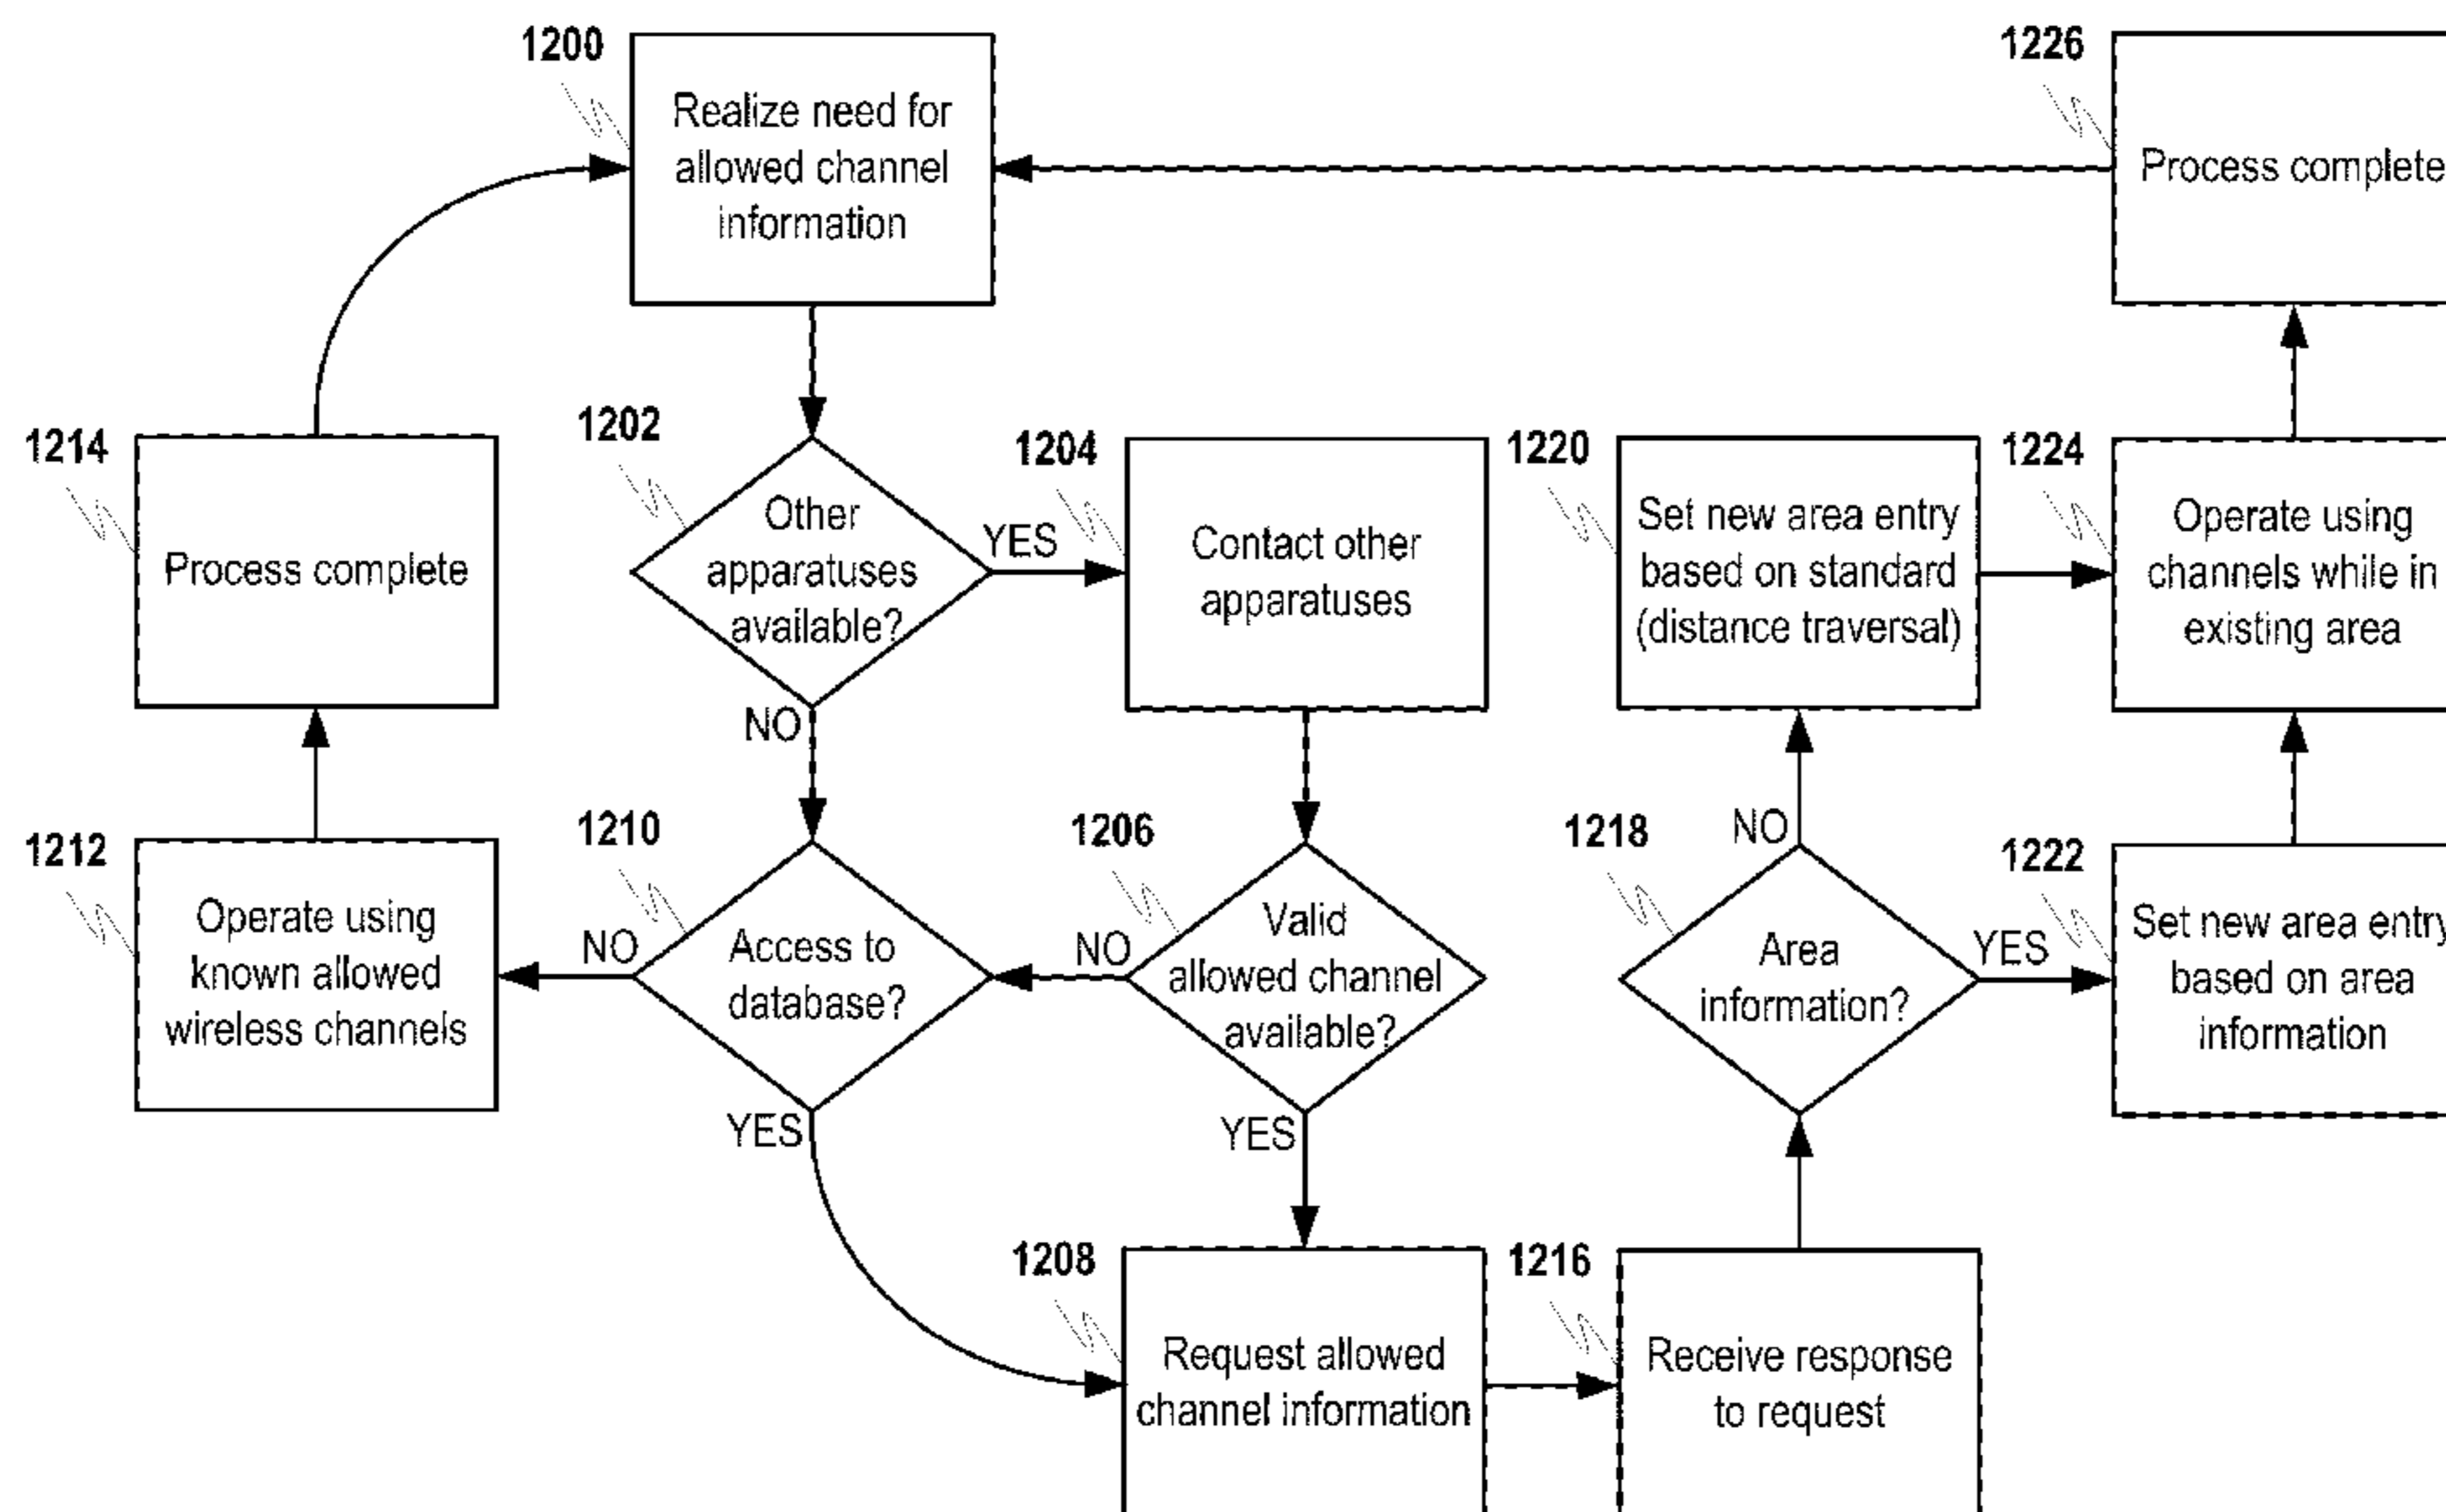 1200
Realize need for
allowed channel
information
1226
Process complete
1214
Process complete
1202
Other
apparatuses
available?
YES
NO
1204
Contact other
apparatuses
1220
Set new area entry
based on standard
(distance traversal)
1224
Operate using
channels while in
existing area
1212
Operate using
known allowed
wireless channels
1210
NO
Access to
database?
YES
1206
NO
Valid
allowed channel
available?
YES
1218
NO
Area
information?
YES
1222
Set new area entry
based on area
information
1208
Request allowed
channel information
1216
Receive response
to request